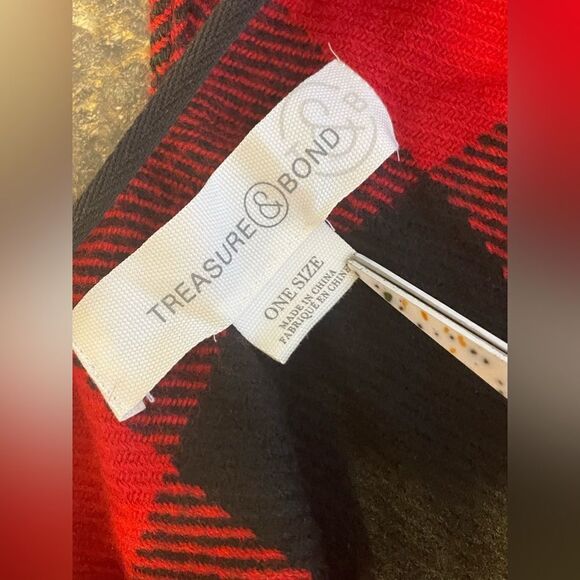 TREASURE & BOND
& B
ONE SIZE
MADE IN CHINA
FABRIQUÉ EN CHINE